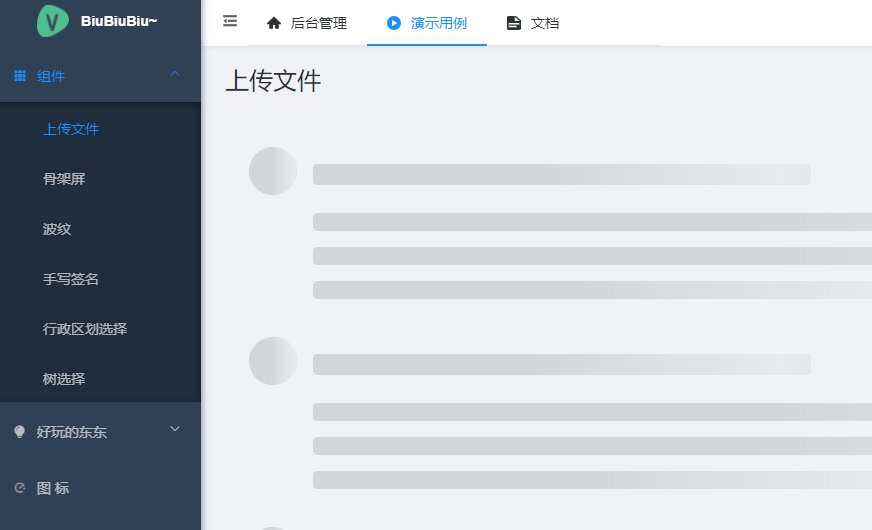 BiuBiuBiu~
后台管理
演示用例
文档
组件
上传文件
上传文件
骨架屏
波纹
手写签名
行政区划选择
树选择
好玩的东东
图 标